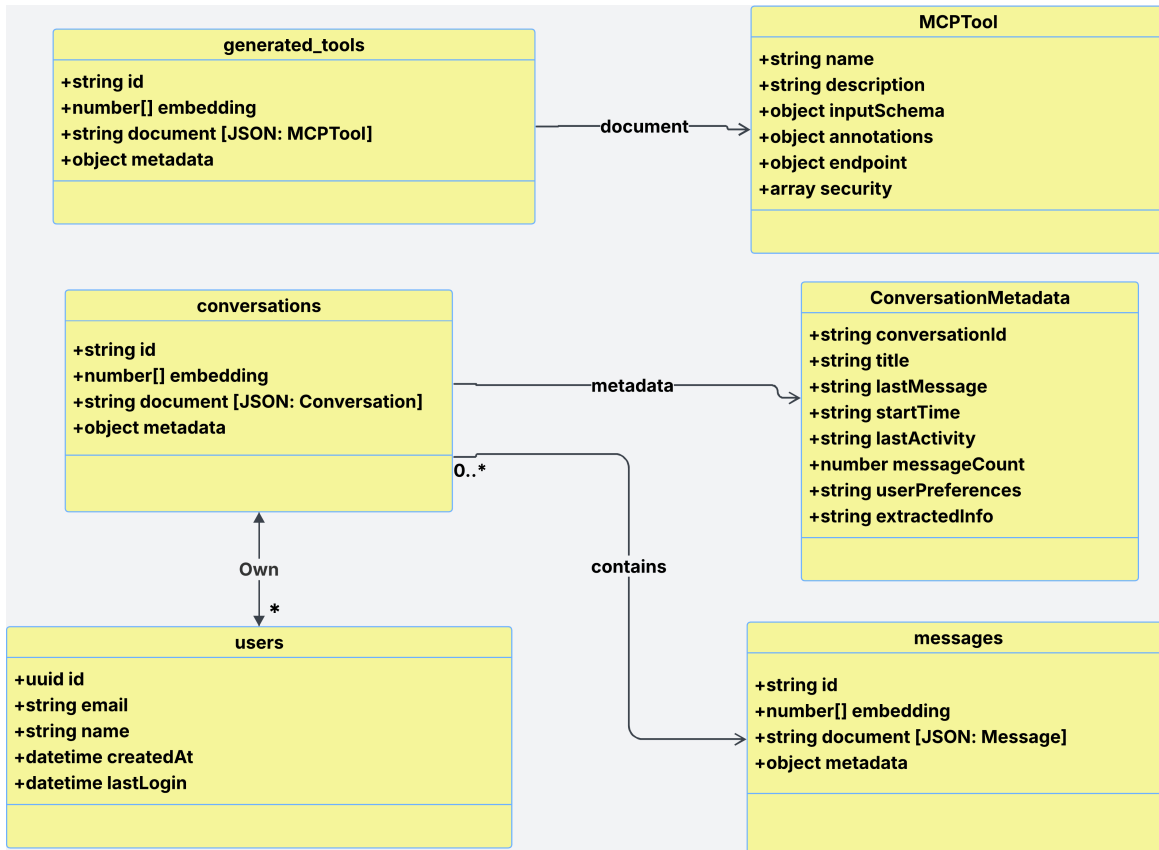 generated_tools
+string id
+number[] embedding
+string document [JSON: MCPTool]
+object metadata
document
MCPTool
+string name
+string description
+object inputSchema
+object annotations
+object endpoint
+array security
conversations
+string id
+number[] embedding
+string document [JSON: Conversation]
+object metadata
metadata
ConversationMetadata
+string conversationId
+string title
+string lastMessage
+string startTime
+string lastActivity
+number messageCount
+string userPreferences
+string extractedInfo
0..*
contains
Own
*
users
+uuid id
+string email
+string name
+datetime createdAt
+datetime lastLogin
messages
+string id
+number[] embedding
+string document [JSON: Message]
+object metadata